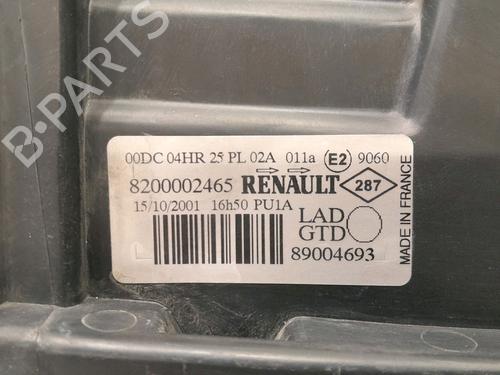 00DC 04HR 25 PL 02A 011a E2 9060
8200002465 RENAULT 287
15/10/2001 16h50 PU1A
LAD
GTD
89004693
MADE IN FRANCE
B-PARTS